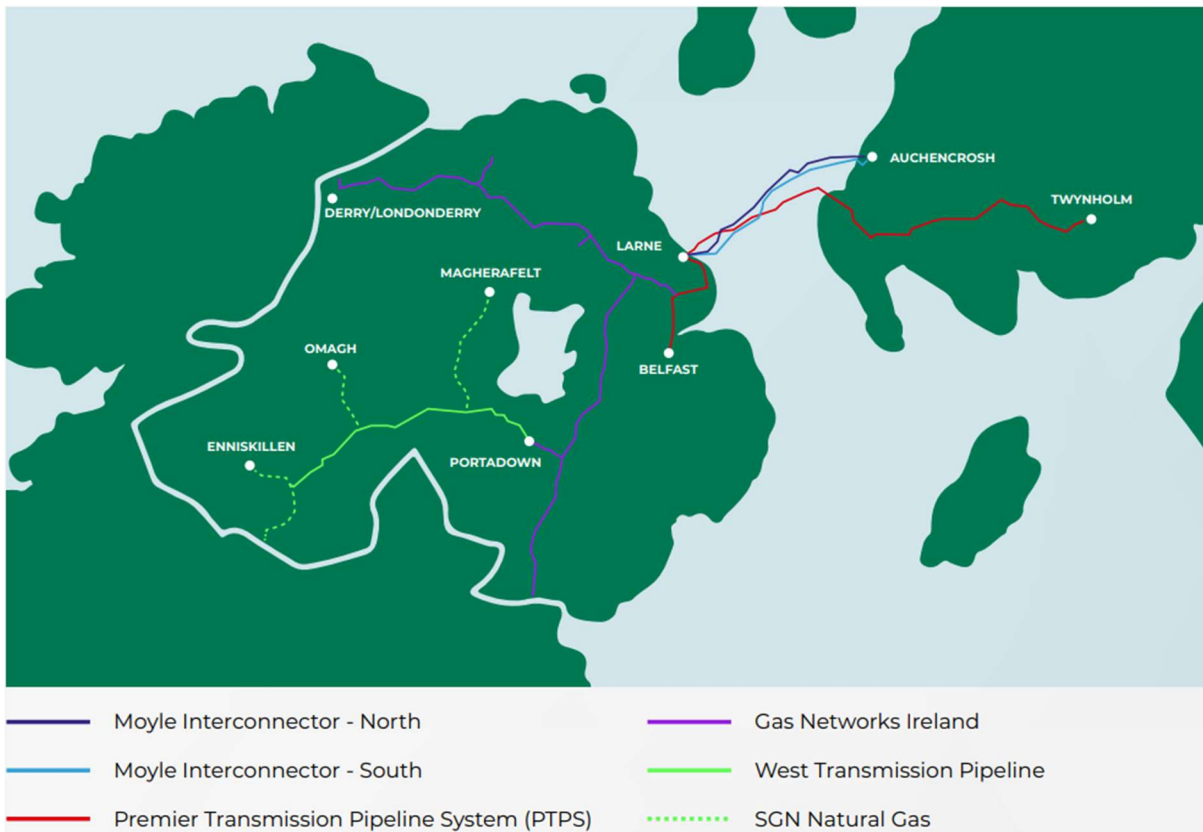 AUCHENCROSH
TWYNHOLM
DERRY/LONDONDERRY
LARNE
MAGHERAFELT
OMAGH
BELFAST
ENNISKILLEN
PORTADOWN
Moyle Interconnector - North
Gas Networks Ireland
Moyle Interconnector - South
West Transmission Pipeline
Premier Transmission Pipeline System (PTPS)
SGN Natural Gas